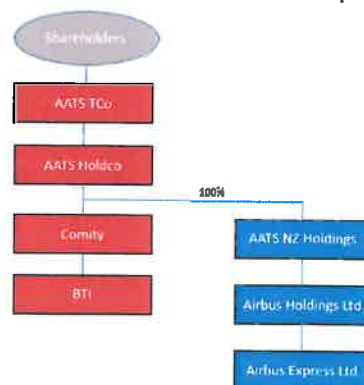 Shareholders
AATS TCo
AATS Holdco
100%
Comity
AATS NZ Holdings
BTI
Airbus Holdings Ltd
Airbus Express Ltd